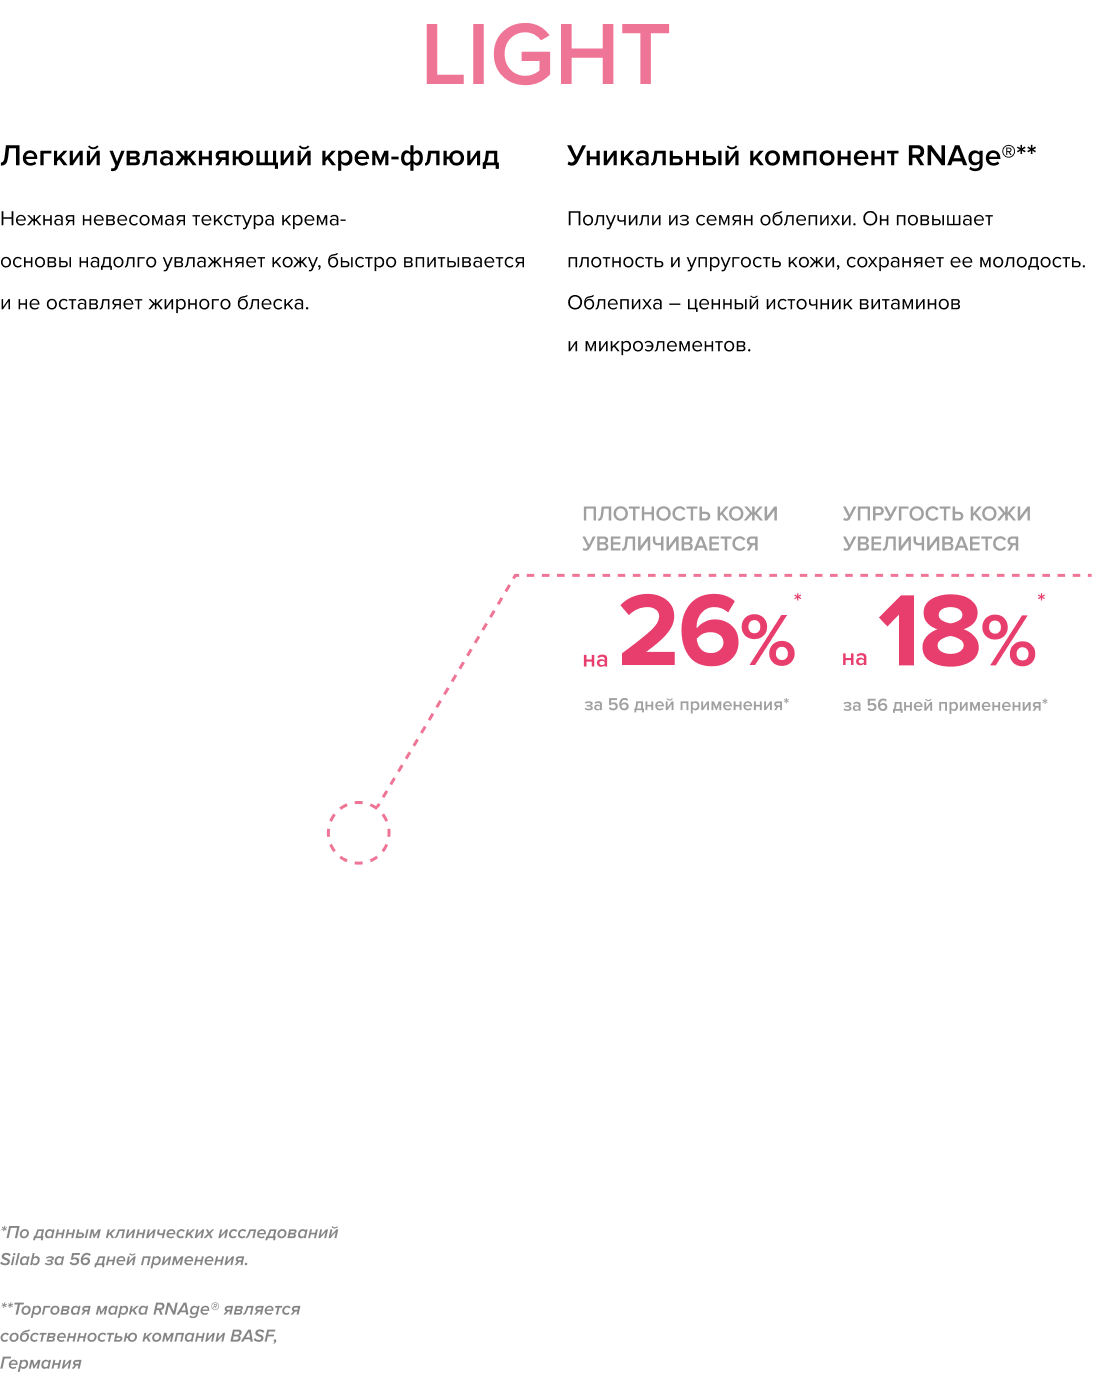 LIGHT
Легкий увлажняющий крем-флюид
Нежная невесомая текстура крема-
основы надолго увлажняет кожу, быстро впитывается
и не оставляет жирного блеска.
Уникальный компонент RNAge®**
Получили из семян облепихи. Он повышает
плотность и упругость кожи, сохраняет ее молодость.
Облепиха – ценный источник витаминов
и микроэлементов.
ПЛОТНОСТЬ КОЖИ
УВЕЛИЧИВАЕТСЯ
на 26%*
за 56 дней применения*
УПРУГОСТЬ КОЖИ
УВЕЛИЧИВАЕТСЯ
на 18%*
за 56 дней применения*
*По данным клинических исследований
Silab за 56 дней применения.
**Торговая марка RNAge® является
собственностью компании BASF,
Германия